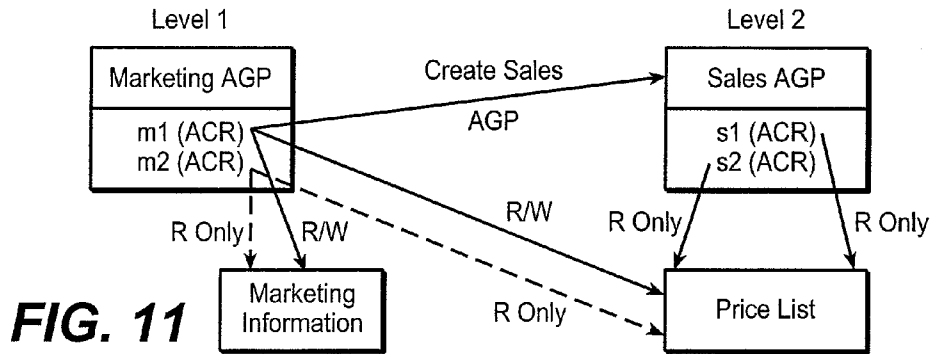 Level 1
Level 2
Marketing AGP
Create Sales
AGP
Sales AGP
m1 (ACR)
m2 (ACR)
s1 (ACR)
s2 (ACR)
R Only
R/W
R/W
R Only
R Only
R Only
Marketing
Information
Price List
FIG. 11